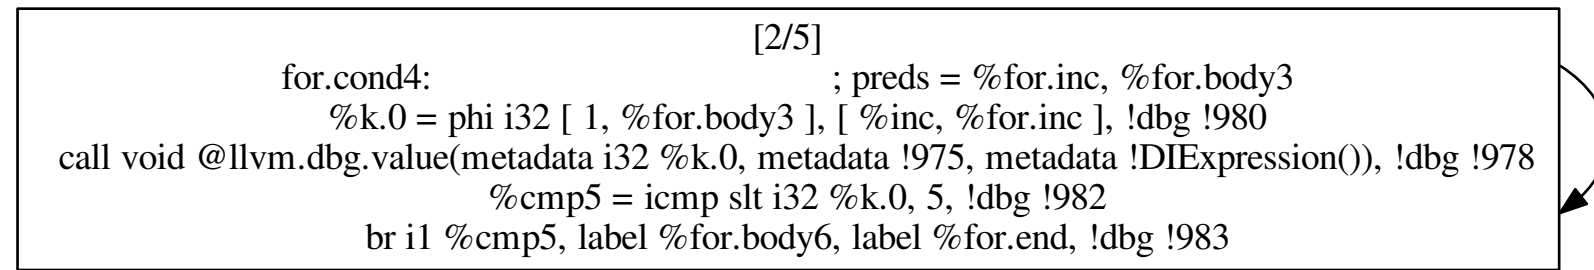 [2/5]
for.cond4: ; preds = %for.inc, %for.body3
%k.0 = phi i32 [ 1, %for.body3 ], [ %inc, %for.inc ], !dbg !980
call void @llvm.dbg.value(metadata i32 %k.0, metadata !975, metadata !DIExpression()), !dbg !978
%cmp5 = icmp slt i32 %k.0, 5, !dbg !982
br i1 %cmp5, label %for.body6, label %for.end, !dbg !983